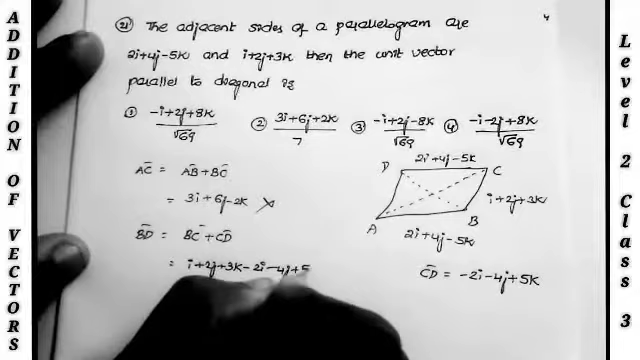 ADDITION OF VECTORS
21 The adjacent sides of a parallelogram are
2i+4j-5k and i+2j+3k then the unit vector
parallel to diagonal is
① -i+2j+8k/√69 ② 3i+6j+2k/7 ③ -i+2j-8k/√69 ④ -i-2j+8k/√69
AC̄ = AB̄ + BC̄
= 3i+6j-2k ×
BD̄ = BC̄ + CD̄
= i+2j+3k-2i-4j+5
2i+4j-5k
D
C
i+2j+3k
A
B
2i+4j-5k
CD̄ = -2i-4j+5k
4
Level 2 Class 3